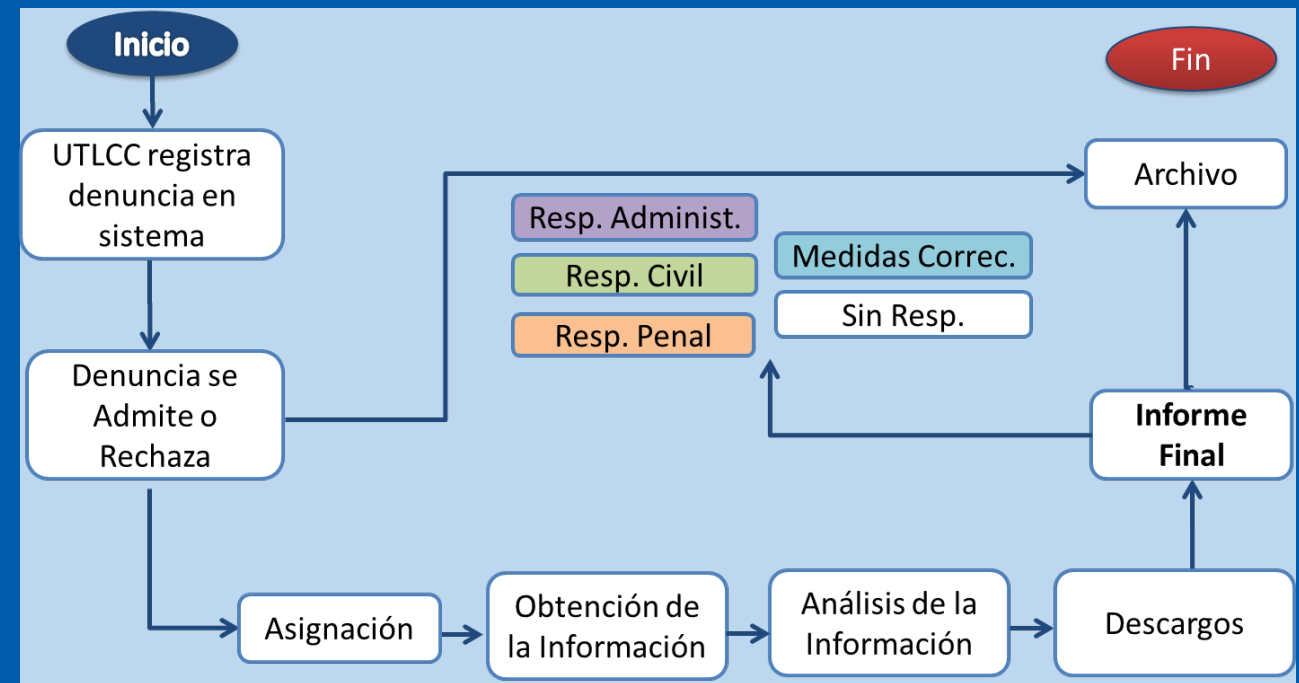 Inicio
Fin
UTLCC registra
denuncia en
sistema
Archivo
Resp. Administ.
Medidas Correc.
Resp. Civil
Sin Resp.
Resp. Penal
Denuncia se
Admite o
Rechaza
Informe
Final
Asignación
Obtención de
la Información
Análisis de la
Información
Descargos